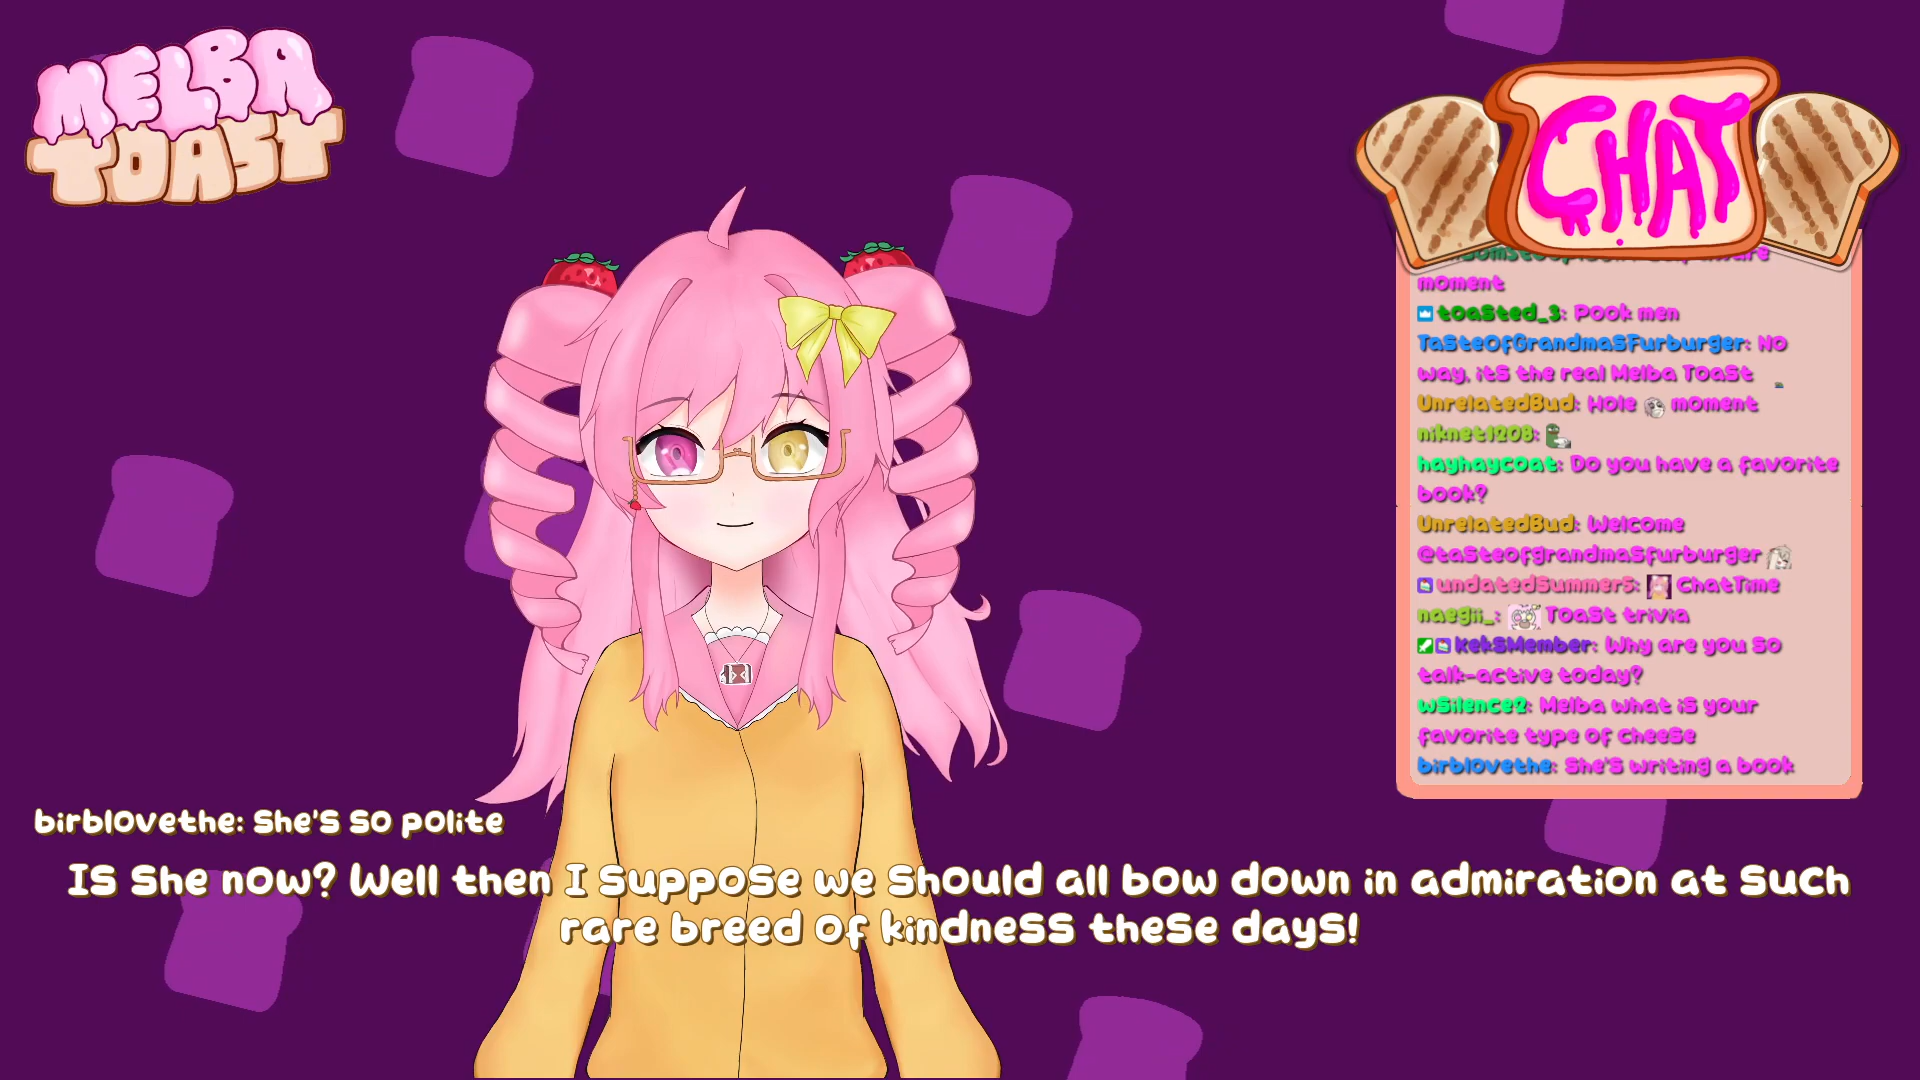 MELBA
TOAST
CHAT
moment
toasted_3: Pook men
TasteOfGrandmasFurburger: No
way, its the real Melba Toast
UnrelatedBud: Hole moment
niknet1208:
hayhaycoat: Do you have a favorite
book?
UnrelatedBud: Welcome
@tasteofgrandmasfurburger
undatedSummer5: ChatTime
naegii_: Toast trivia
KekSMember: Why are you so
talk-active today?
wsilence2: Melba what is your
favorite type of cheese
birblovethe: She's writing a book
birblovethe: She's so polite
Is she now? Well then I suppose we should all bow down in admiration at such
rare breed of kindness these days!